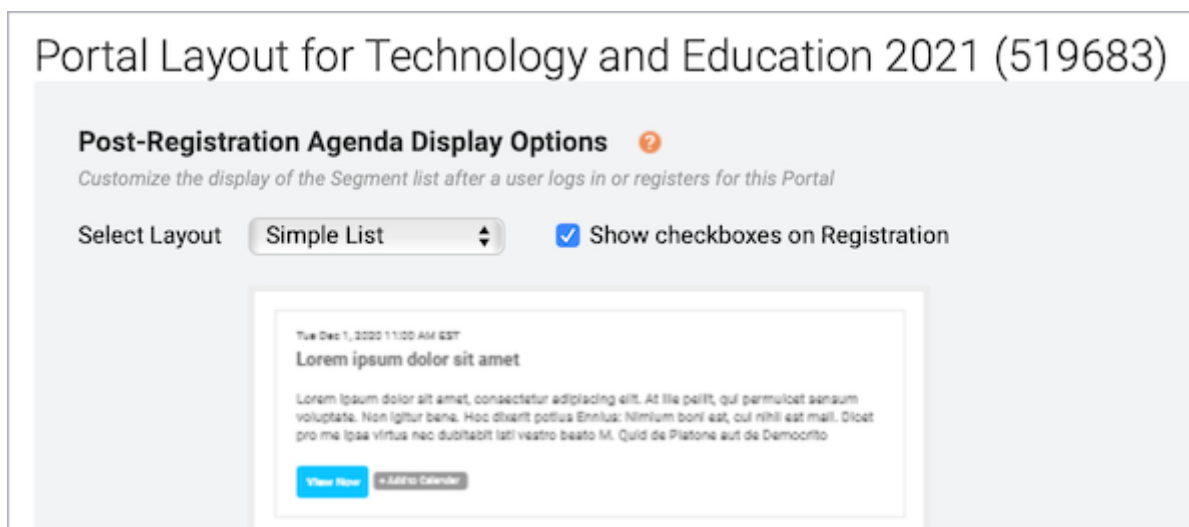 Portal Layout for Technology and Education 2021 (519683)
Post-Registration Agenda Display Options ?
Customize the display of the Segment list after a user logs in or registers for this Portal
Select Layout Simple List Show checkboxes on Registration
Tue Dec 1, 2020 11:00 AM EST
Lorem ipsum dolor sit amet
Lorem ipsum dolor sit amet, consectetur adipiscing elit. At ille pellit, qui permulcet sensum
voluptate. Non igitur bene. Hoc dixerit potius Ennius: Nimium boni est, cui nihil est mali. Dicet
pro me ipsa virtus nec dubitabit isti vestro beato M. Quid de Platone aut de Democrito
View Now + Add to Calendar